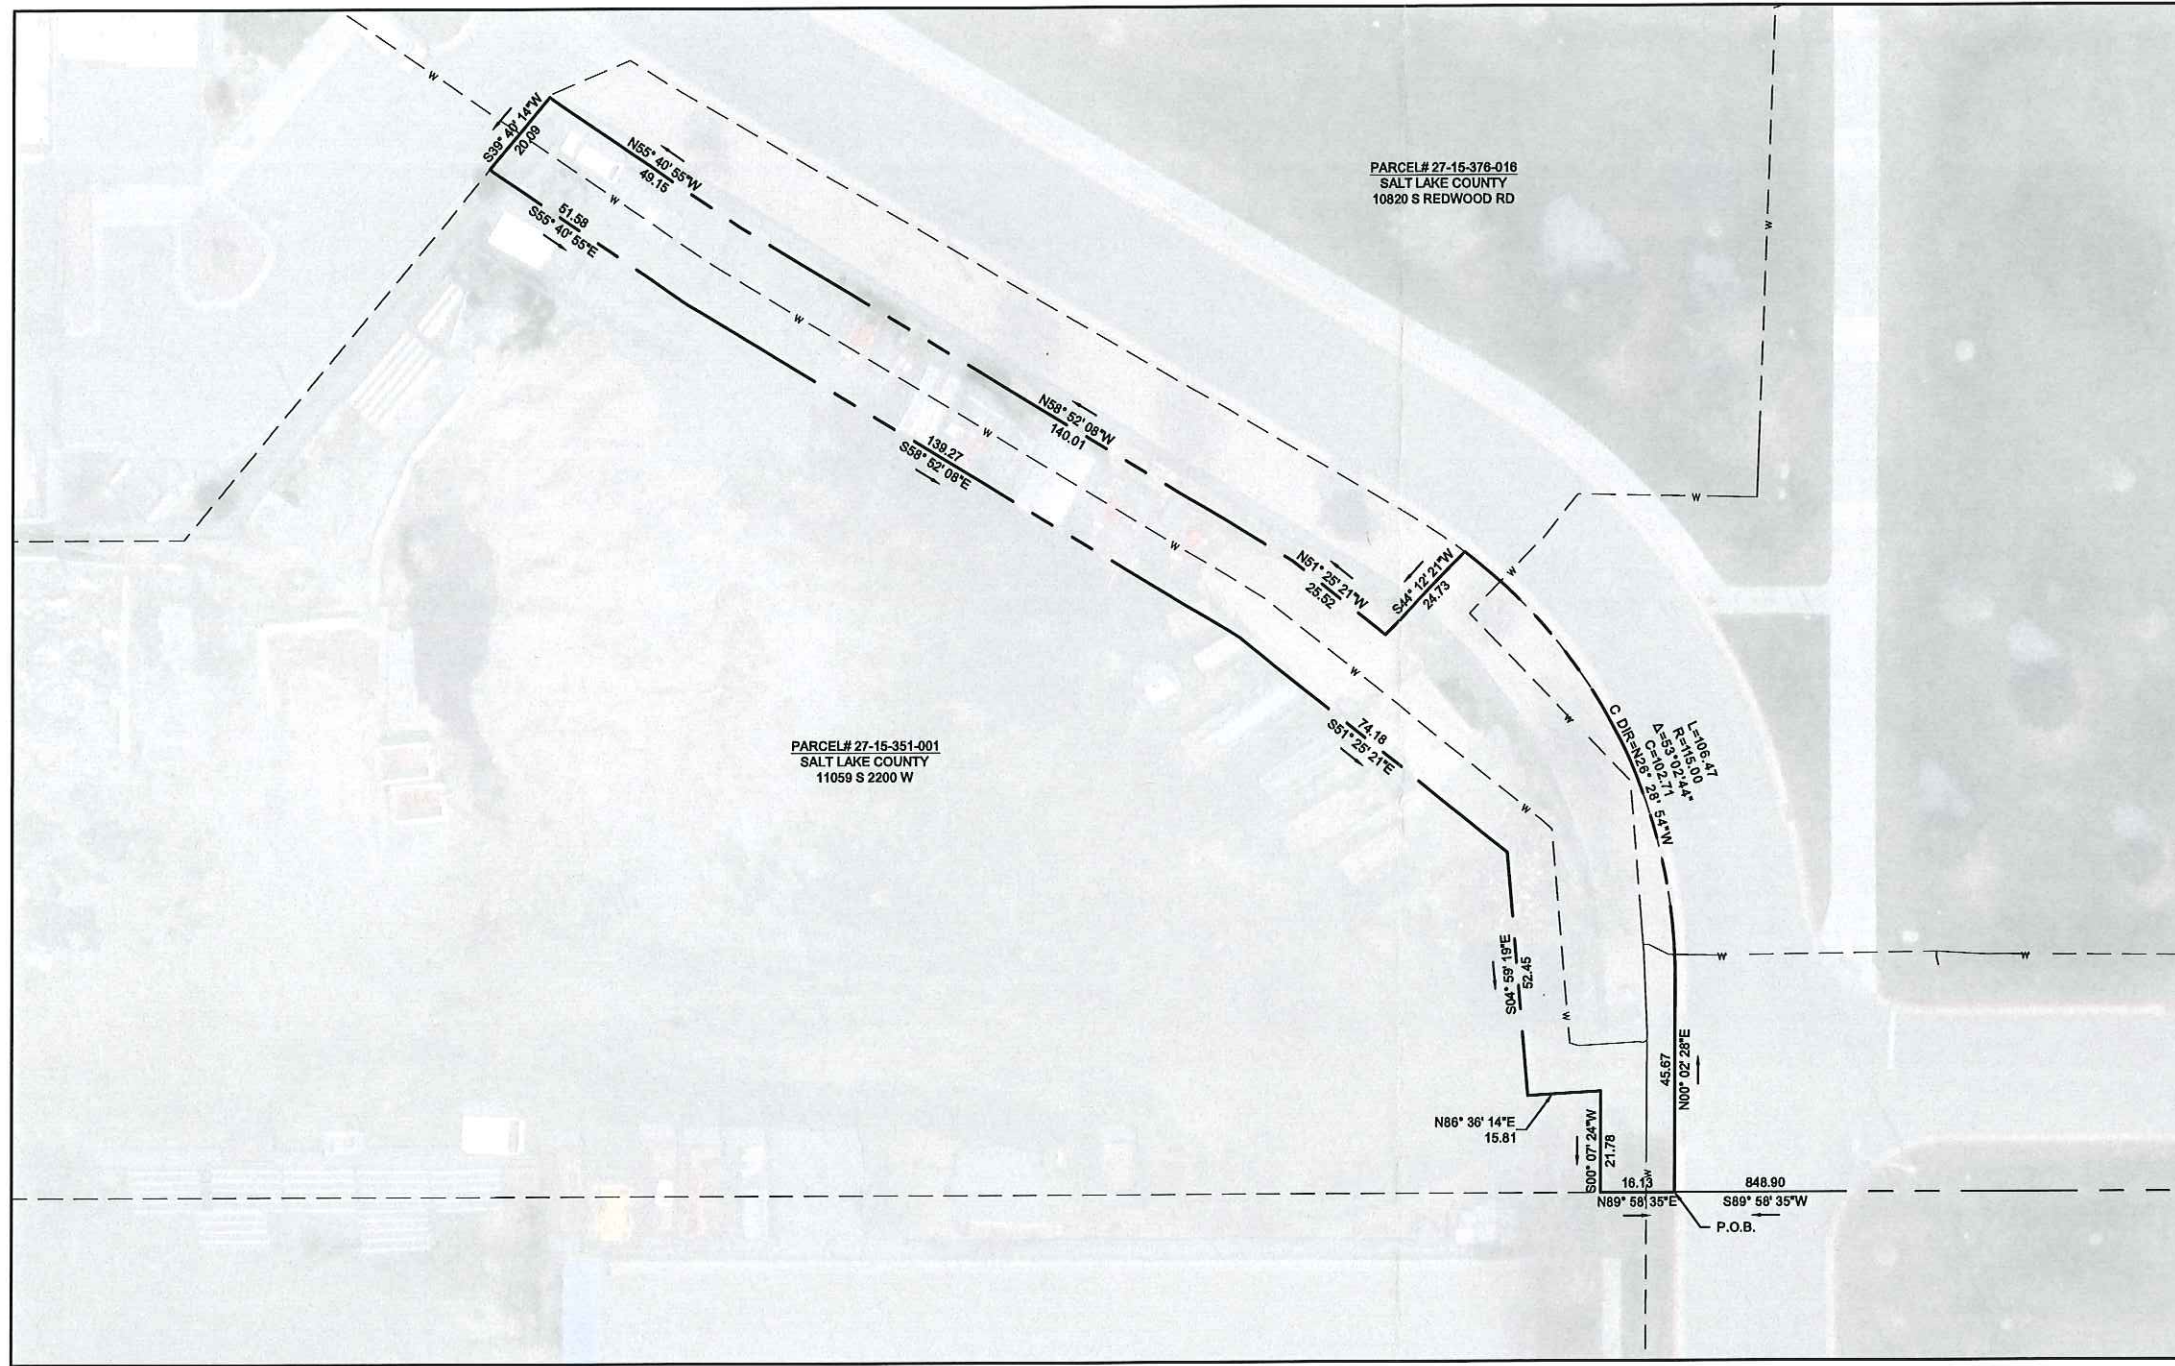 W
S39° 40' 14"W
20.09
N55° 40' 55"W
49.15
W
51.58
S55° 40' 55"E
PARCEL# 27-15-376-016
SALT LAKE COUNTY
10820 S REDWOOD RD
W
W
N58° 52' 08"W
140.01
W
139.27
S58° 52' 08"E
W
W
W
N51° 25' 21"W
25.52
S44° 12' 21"W
24.73
W
W
L=106.47
R=115.00
Δ=53°02'44"
C=102.71
C DIR=N26° 28' 54"W
74.18
S51° 25' 21"E
PARCEL# 27-15-351-001
SALT LAKE COUNTY
11059 S 2200 W
W
W
W
S04° 59' 19"E
52.45
W
45.67
N00° 02' 28"E
N86° 36' 14"E
15.81
S00° 07' 24"W
21.78
W
16.13
N89° 58' 35"E
848.90
S89° 58' 35"W
P.O.B.